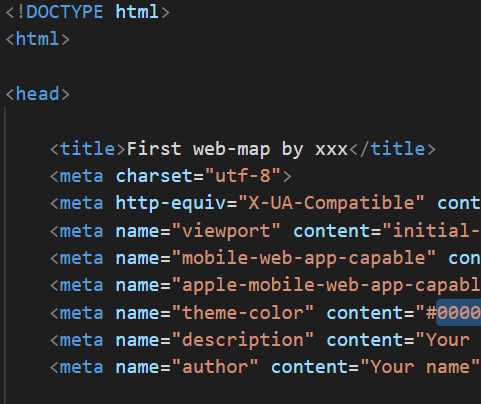 <!DOCTYPE html>
<html>
<head>
<title>First web-map by xxx</title>
<meta charset="utf-8">
<meta http-equiv="X-UA-Compatible" cont
<meta name="viewport" content="initial-
<meta name="mobile-web-app-capable" con
<meta name="apple-mobile-web-app-capabl
<meta name="theme-color" content="#0000
<meta name="description" content="Your
<meta name="author" content="Your name"